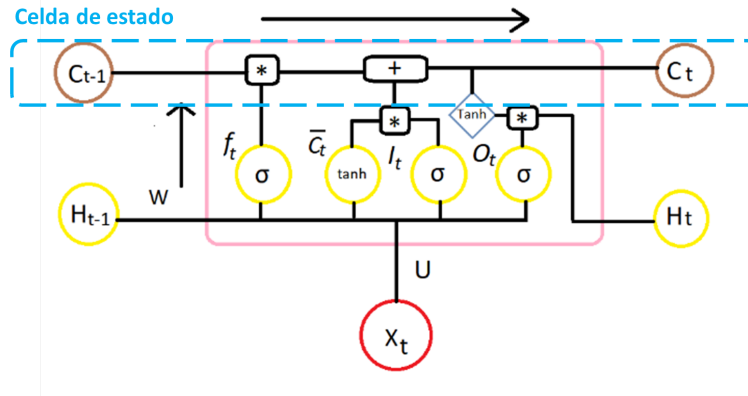 Celda de estado
Ct-1 * + Ct
Tanh *
*
ft C̅t It Ot
σ tanh σ σ
W
Ht-1 Ht
U
Xt